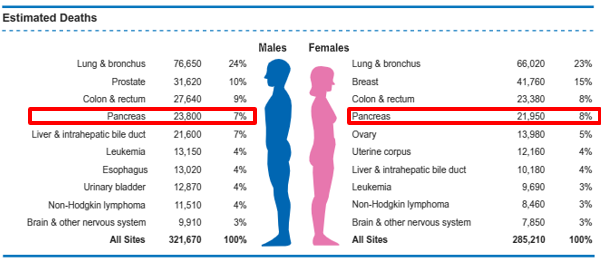 Estimated Deaths
Males Females
Lung & bronchus 76,650 24% Lung & bronchus 66,020 23%
Prostate 31,620 10% Breast 41,760 15%
Colon & rectum 27,640 9% Colon & rectum 23,380 8%
Pancreas 23,800 7% Pancreas 21,950 8%
Liver & intrahepatic bile duct 21,600 7% Ovary 13,980 5%
Leukemia 13,150 4% Uterine corpus 12,160 4%
Esophagus 13,020 4% Liver & intrahepatic bile duct 10,180 4%
Urinary bladder 12,870 4% Leukemia 9,690 3%
Non-Hodgkin lymphoma 11,510 4% Non-Hodgkin lymphoma 8,460 3%
Brain & other nervous system 9,910 3% Brain & other nervous system 7,850 3%
All Sites 321,670 100% All Sites 285,210 100%